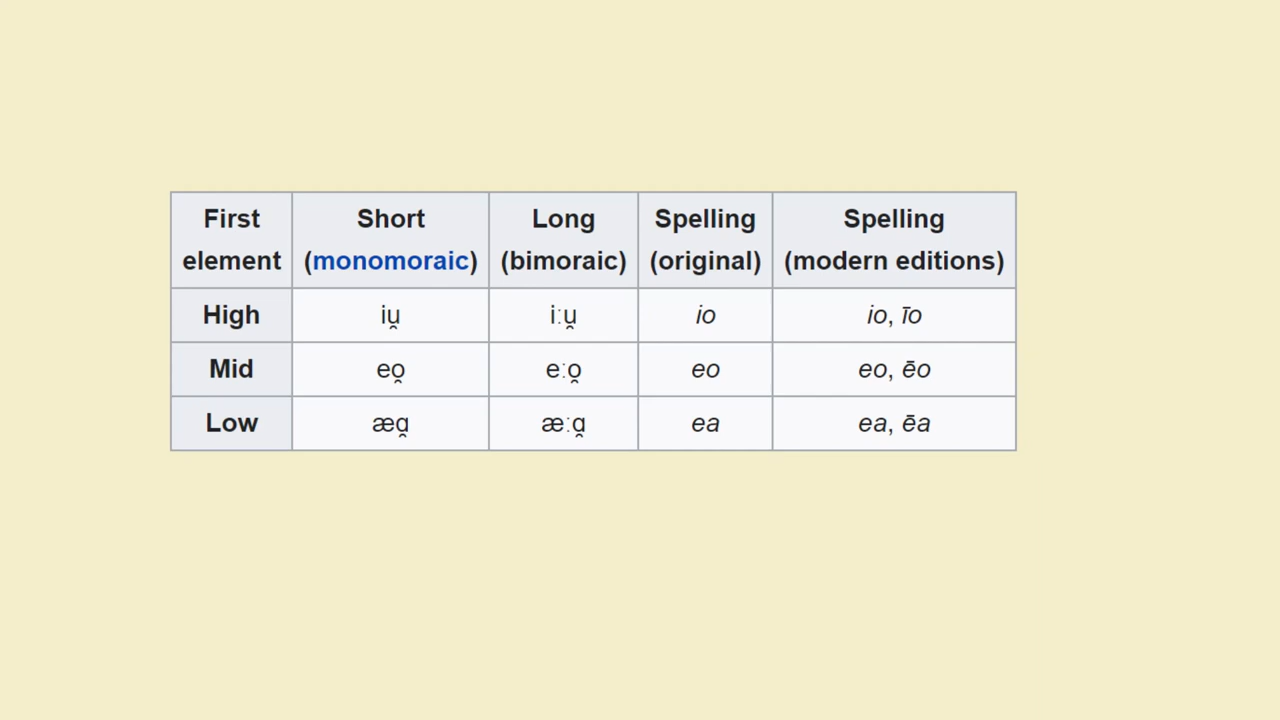 First element Short (monomoraic) Long (bimoraic) Spelling (original) Spelling (modern editions)
High iu̯ iːu̯ io io, īo
Mid eo̯ eːo̯ eo eo, ēo
Low æɑ̯ æːɑ̯ ea ea, ēa